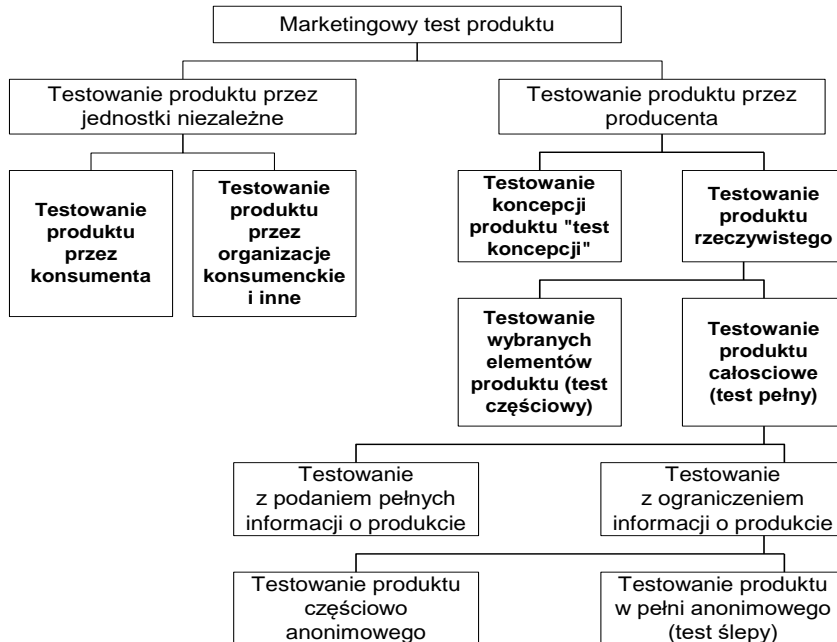 Marketingowy test produktu
Testowanie produktu przez
jednostki niezależne
Testowanie produktu przez
producenta
Testowanie
produktu
przez
konsumenta
Testowanie
produktu
przez
organizacje
konsumenckie
i inne
Testowanie
koncepcji
produktu "test
koncepcji"
Testowanie
produktu
rzeczywistego
Testowanie
wybranych
elementów
produktu (test
częściowy)
Testowanie
produktu
całosciowe
(test pełny)
Testowanie
z podaniem pełnych
informacji o produkcie
Testowanie
z ograniczeniem
informacji o produkcie
Testowanie produktu
częściowo
anonimowego
Testowanie produktu
w pełni anonimowego
(test ślepy)